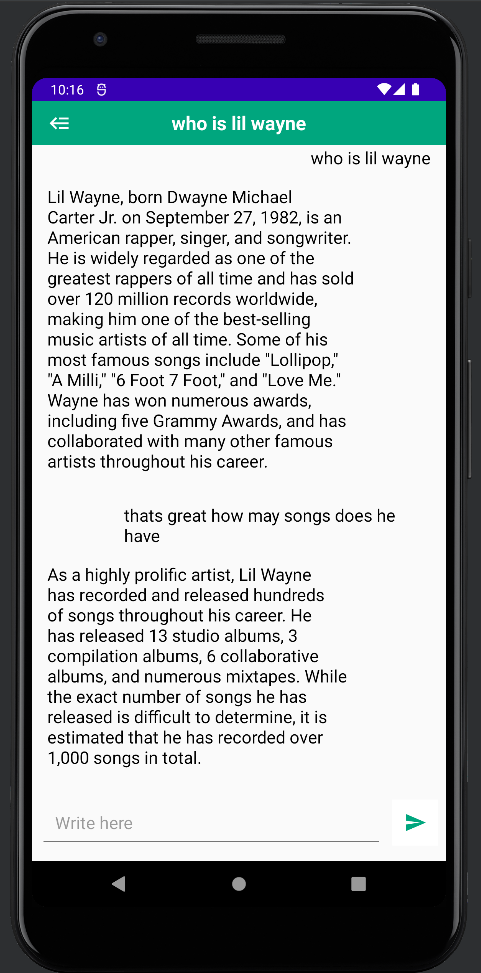 10:16
who is lil wayne
who is lil wayne
Lil Wayne, born Dwayne Michael
Carter Jr. on September 27, 1982, is an
American rapper, singer, and songwriter.
He is widely regarded as one of the
greatest rappers of all time and has sold
over 120 million records worldwide,
making him one of the best-selling
music artists of all time. Some of his
most famous songs include "Lollipop,"
"A Milli," "6 Foot 7 Foot," and "Love Me."
Wayne has won numerous awards,
including five Grammy Awards, and has
collaborated with many other famous
artists throughout his career.
thats great how may songs does he
have
As a highly prolific artist, Lil Wayne
has recorded and released hundreds
of songs throughout his career. He
has released 13 studio albums, 3
compilation albums, 6 collaborative
albums, and numerous mixtapes. While
the exact number of songs he has
released is difficult to determine, it is
estimated that he has recorded over
1,000 songs in total.
Write here